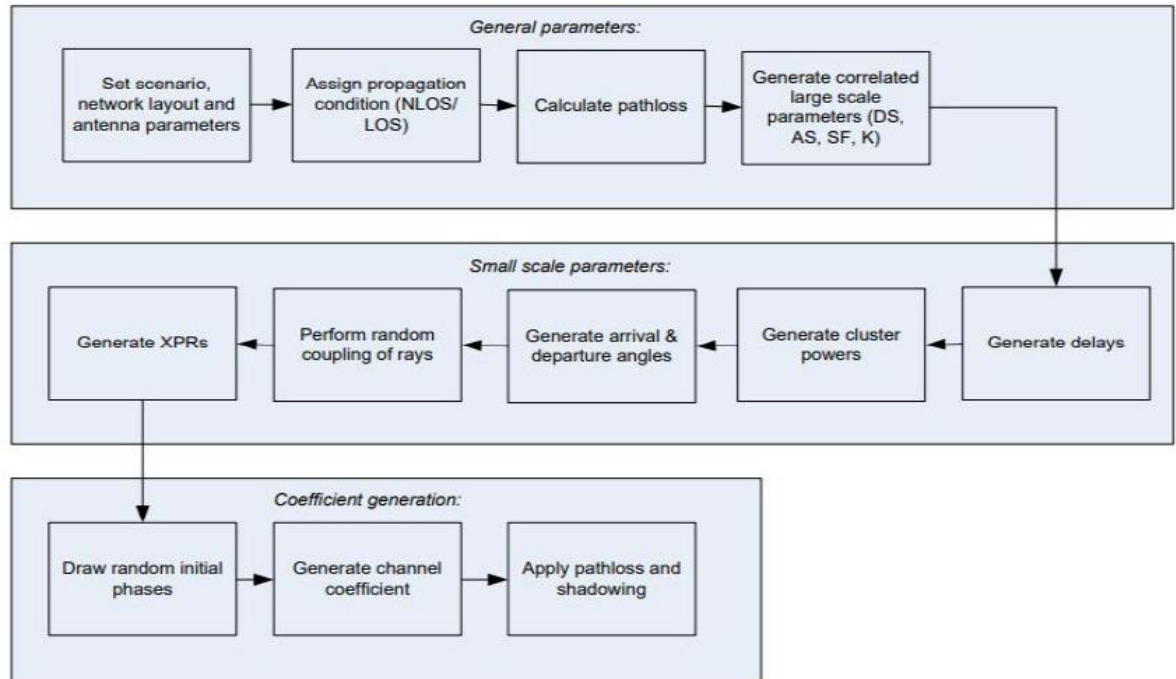 General parameters:
Set scenario,
network layout and
antenna parameters
Assign propagation
condition (NLOS/
LOS)
Calculate pathloss
Generate correlated
large scale
parameters (DS,
AS, SF, K)
Small scale parameters:
Generate XPRs
Perform random
coupling of rays
Generate arrival &
departure angles
Generate cluster
powers
Generate delays
Coefficient generation:
Draw random initial
phases
Generate channel
coefficient
Apply pathloss and
shadowing